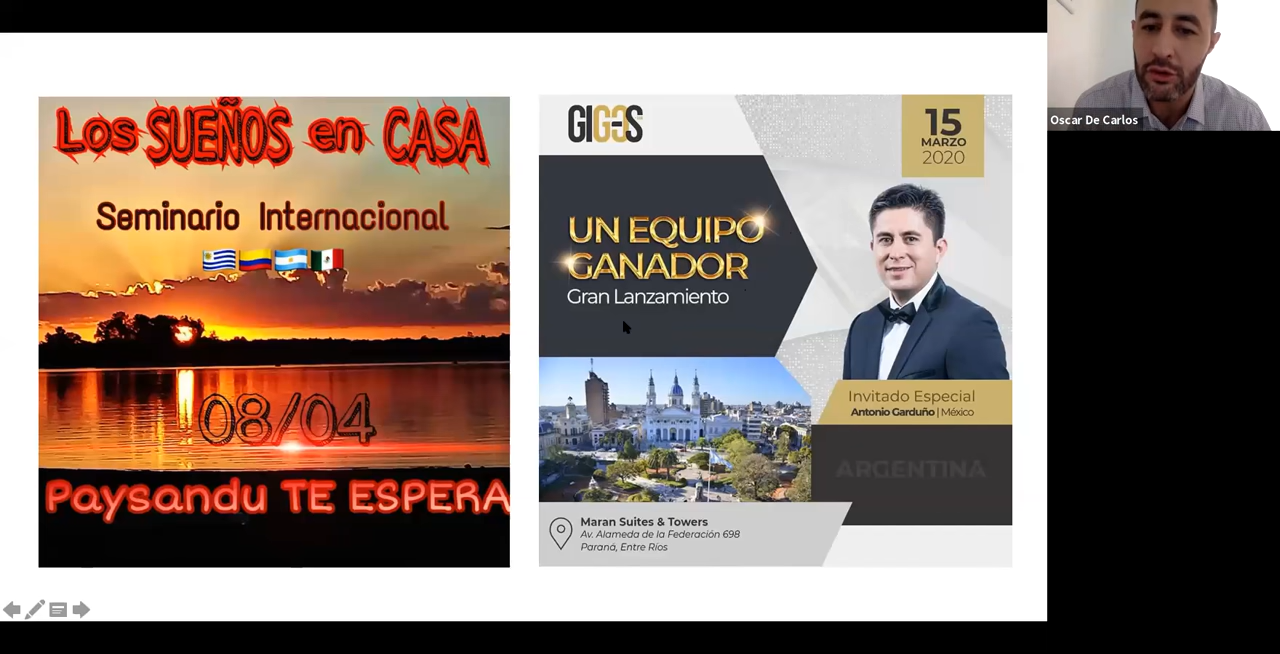 Los SUEÑOS en CASA
Seminario Internacional
08/04
Paysandu TE ESPERA
GIGOS
15
MARZO
2020
UN EQUIPO
GANADOR
Gran Lanzamiento
Invitado Especial
Antonio Garduño | México
ARGENTINA
Maran Suites & Towers
Av. Alameda de la Federación 698
Paraná, Entre Ríos
Oscar De Carlos